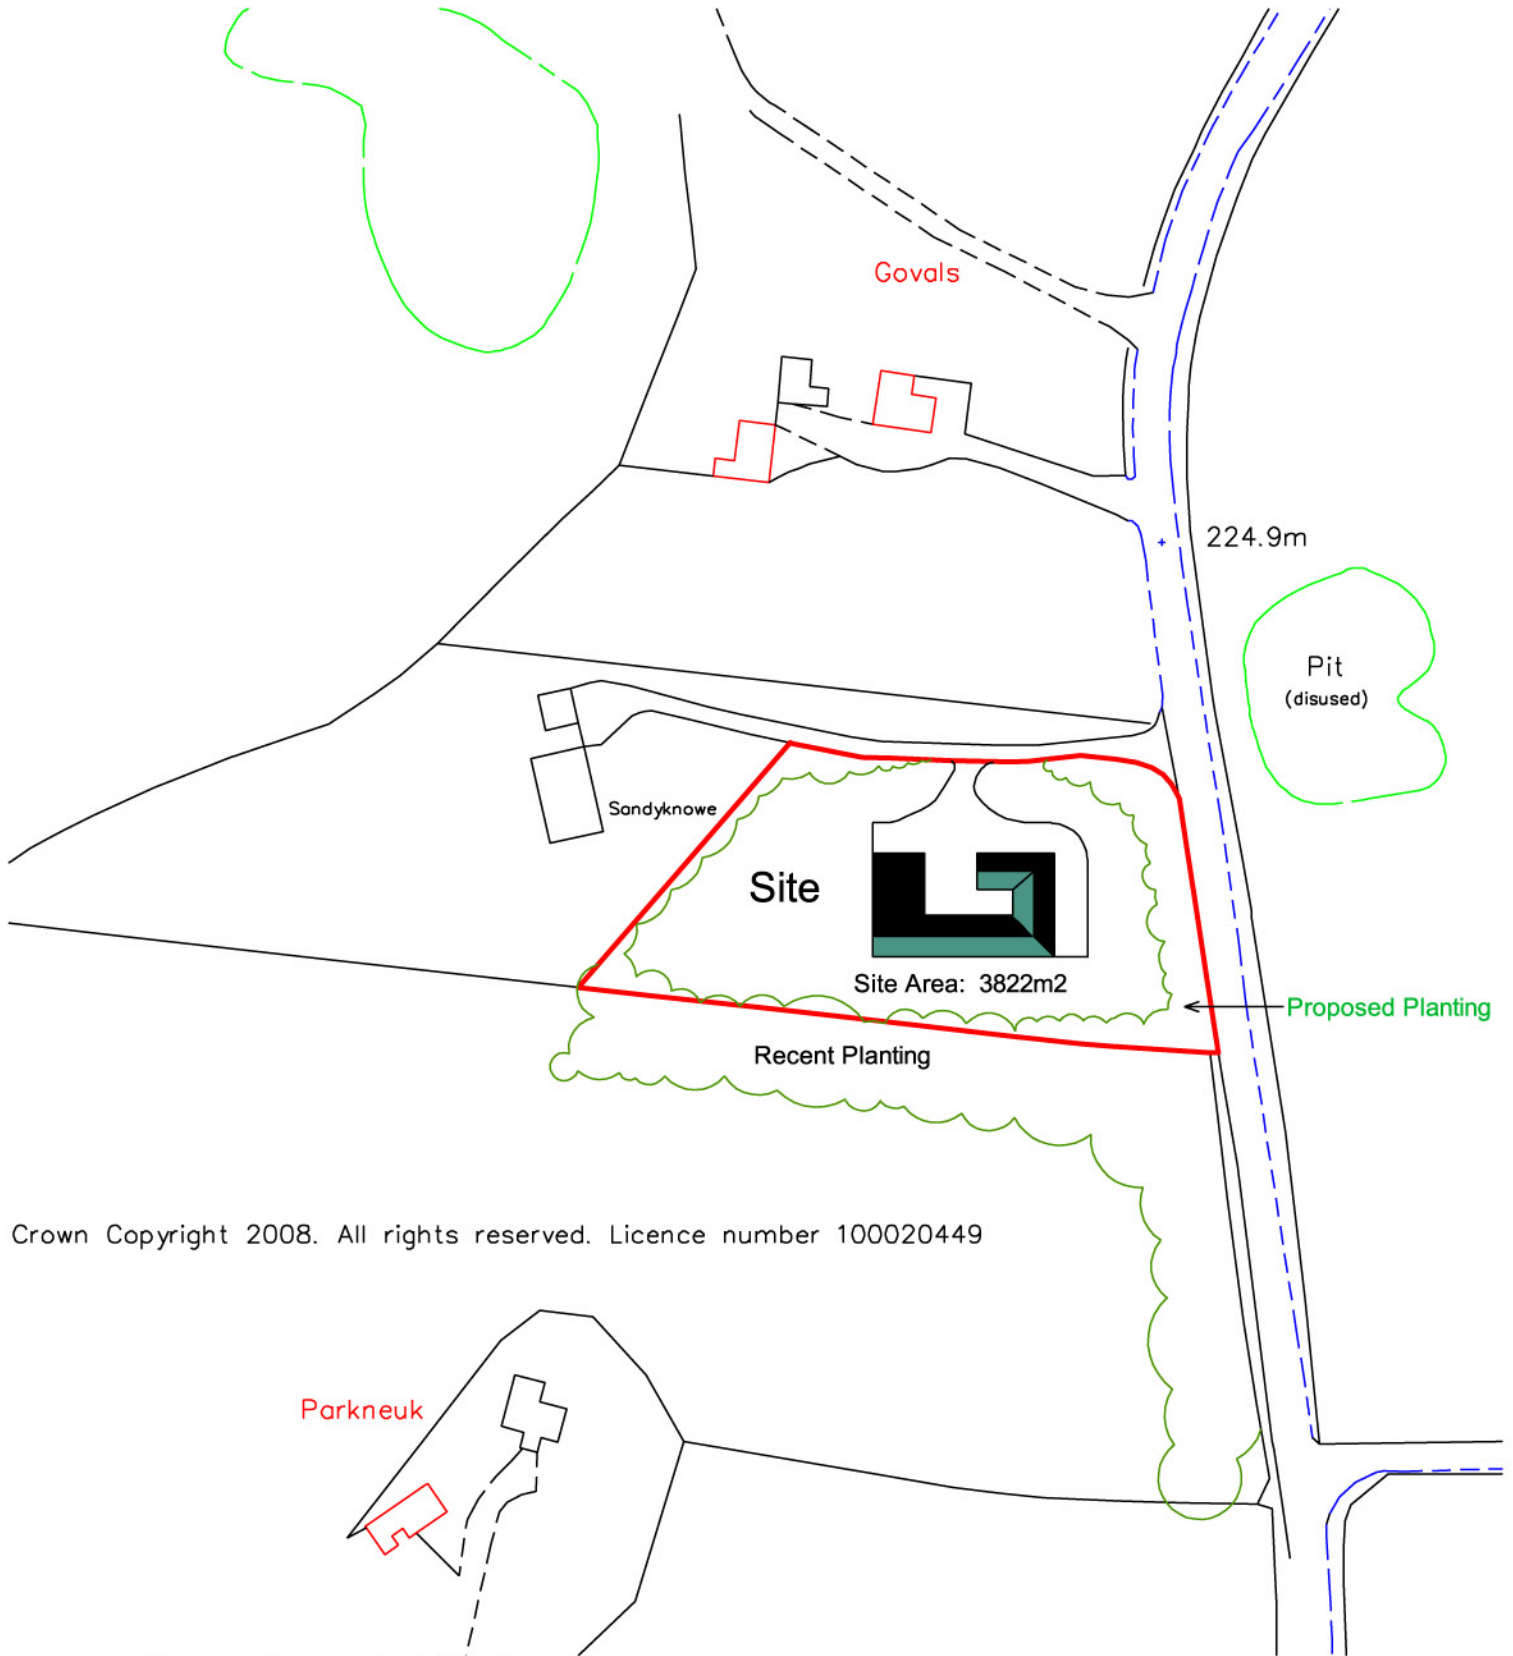 Govals
224.9m
Pit
(disused)
Sandyknowe
Site
Site Area: 3822m2
Proposed Planting
Recent Planting
Crown Copyright 2008. All rights reserved. Licence number 100020449
Parkneuk